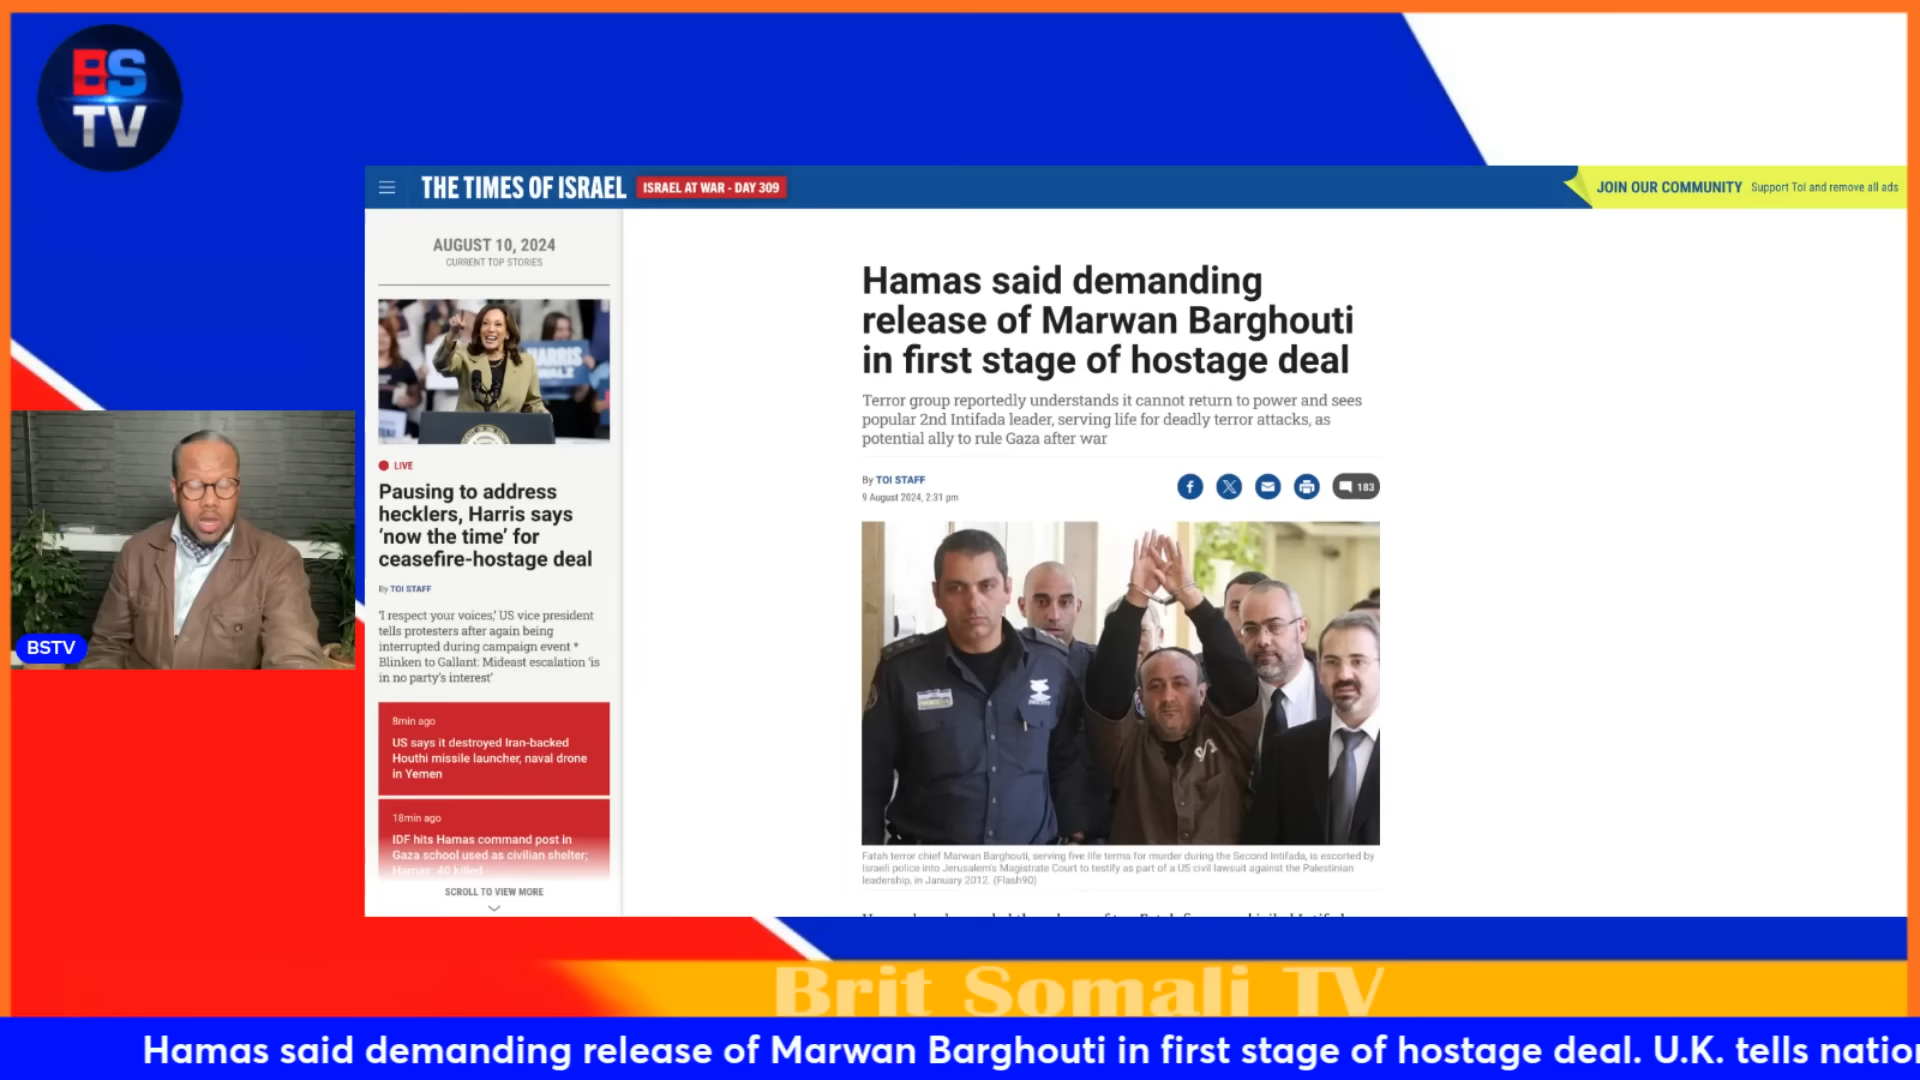 BS
TV
THE TIMES OF ISRAEL
ISRAEL AT WAR - DAY 309
JOIN OUR COMMUNITY Support ToI and remove all ads
AUGUST 10, 2024
CURRENT TOP STORIES
HARRIS
WALZ
LIVE
Pausing to address
hecklers, Harris says
‘now the time’ for
ceasefire-hostage deal
By TOI STAFF
'I respect your voices,' US vice president
tells protesters after again being
interrupted during campaign event *
Blinken to Gallant: Mideast escalation 'is
in no party's interest'
8min ago
US says it destroyed Iran-backed
Houthi missile launcher, naval drone
in Yemen
18min ago
IDF hits Hamas command post in
Gaza school used as civilian shelter;
Hamas: 40 killed
SCROLL TO VIEW MORE
Hamas said demanding
release of Marwan Barghouti
in first stage of hostage deal
Terror group reportedly understands it cannot return to power and sees
popular 2nd Intifada leader, serving life for deadly terror attacks, as
potential ally to rule Gaza after war
By TOI STAFF
9 August 2024, 2:31 pm
183
Fatah terror chief Marwan Barghouti, serving five life terms for murder during the Second Intifada, is escorted by
Israeli police into Jerusalem's Magistrate Court to testify as part of a US civil lawsuit against the Palestinian
leadership, in January 2012. (Flash90)
BSTV
Brit Somali TV
Hamas said demanding release of Marwan Barghouti in first stage of hostage deal. U.K. tells